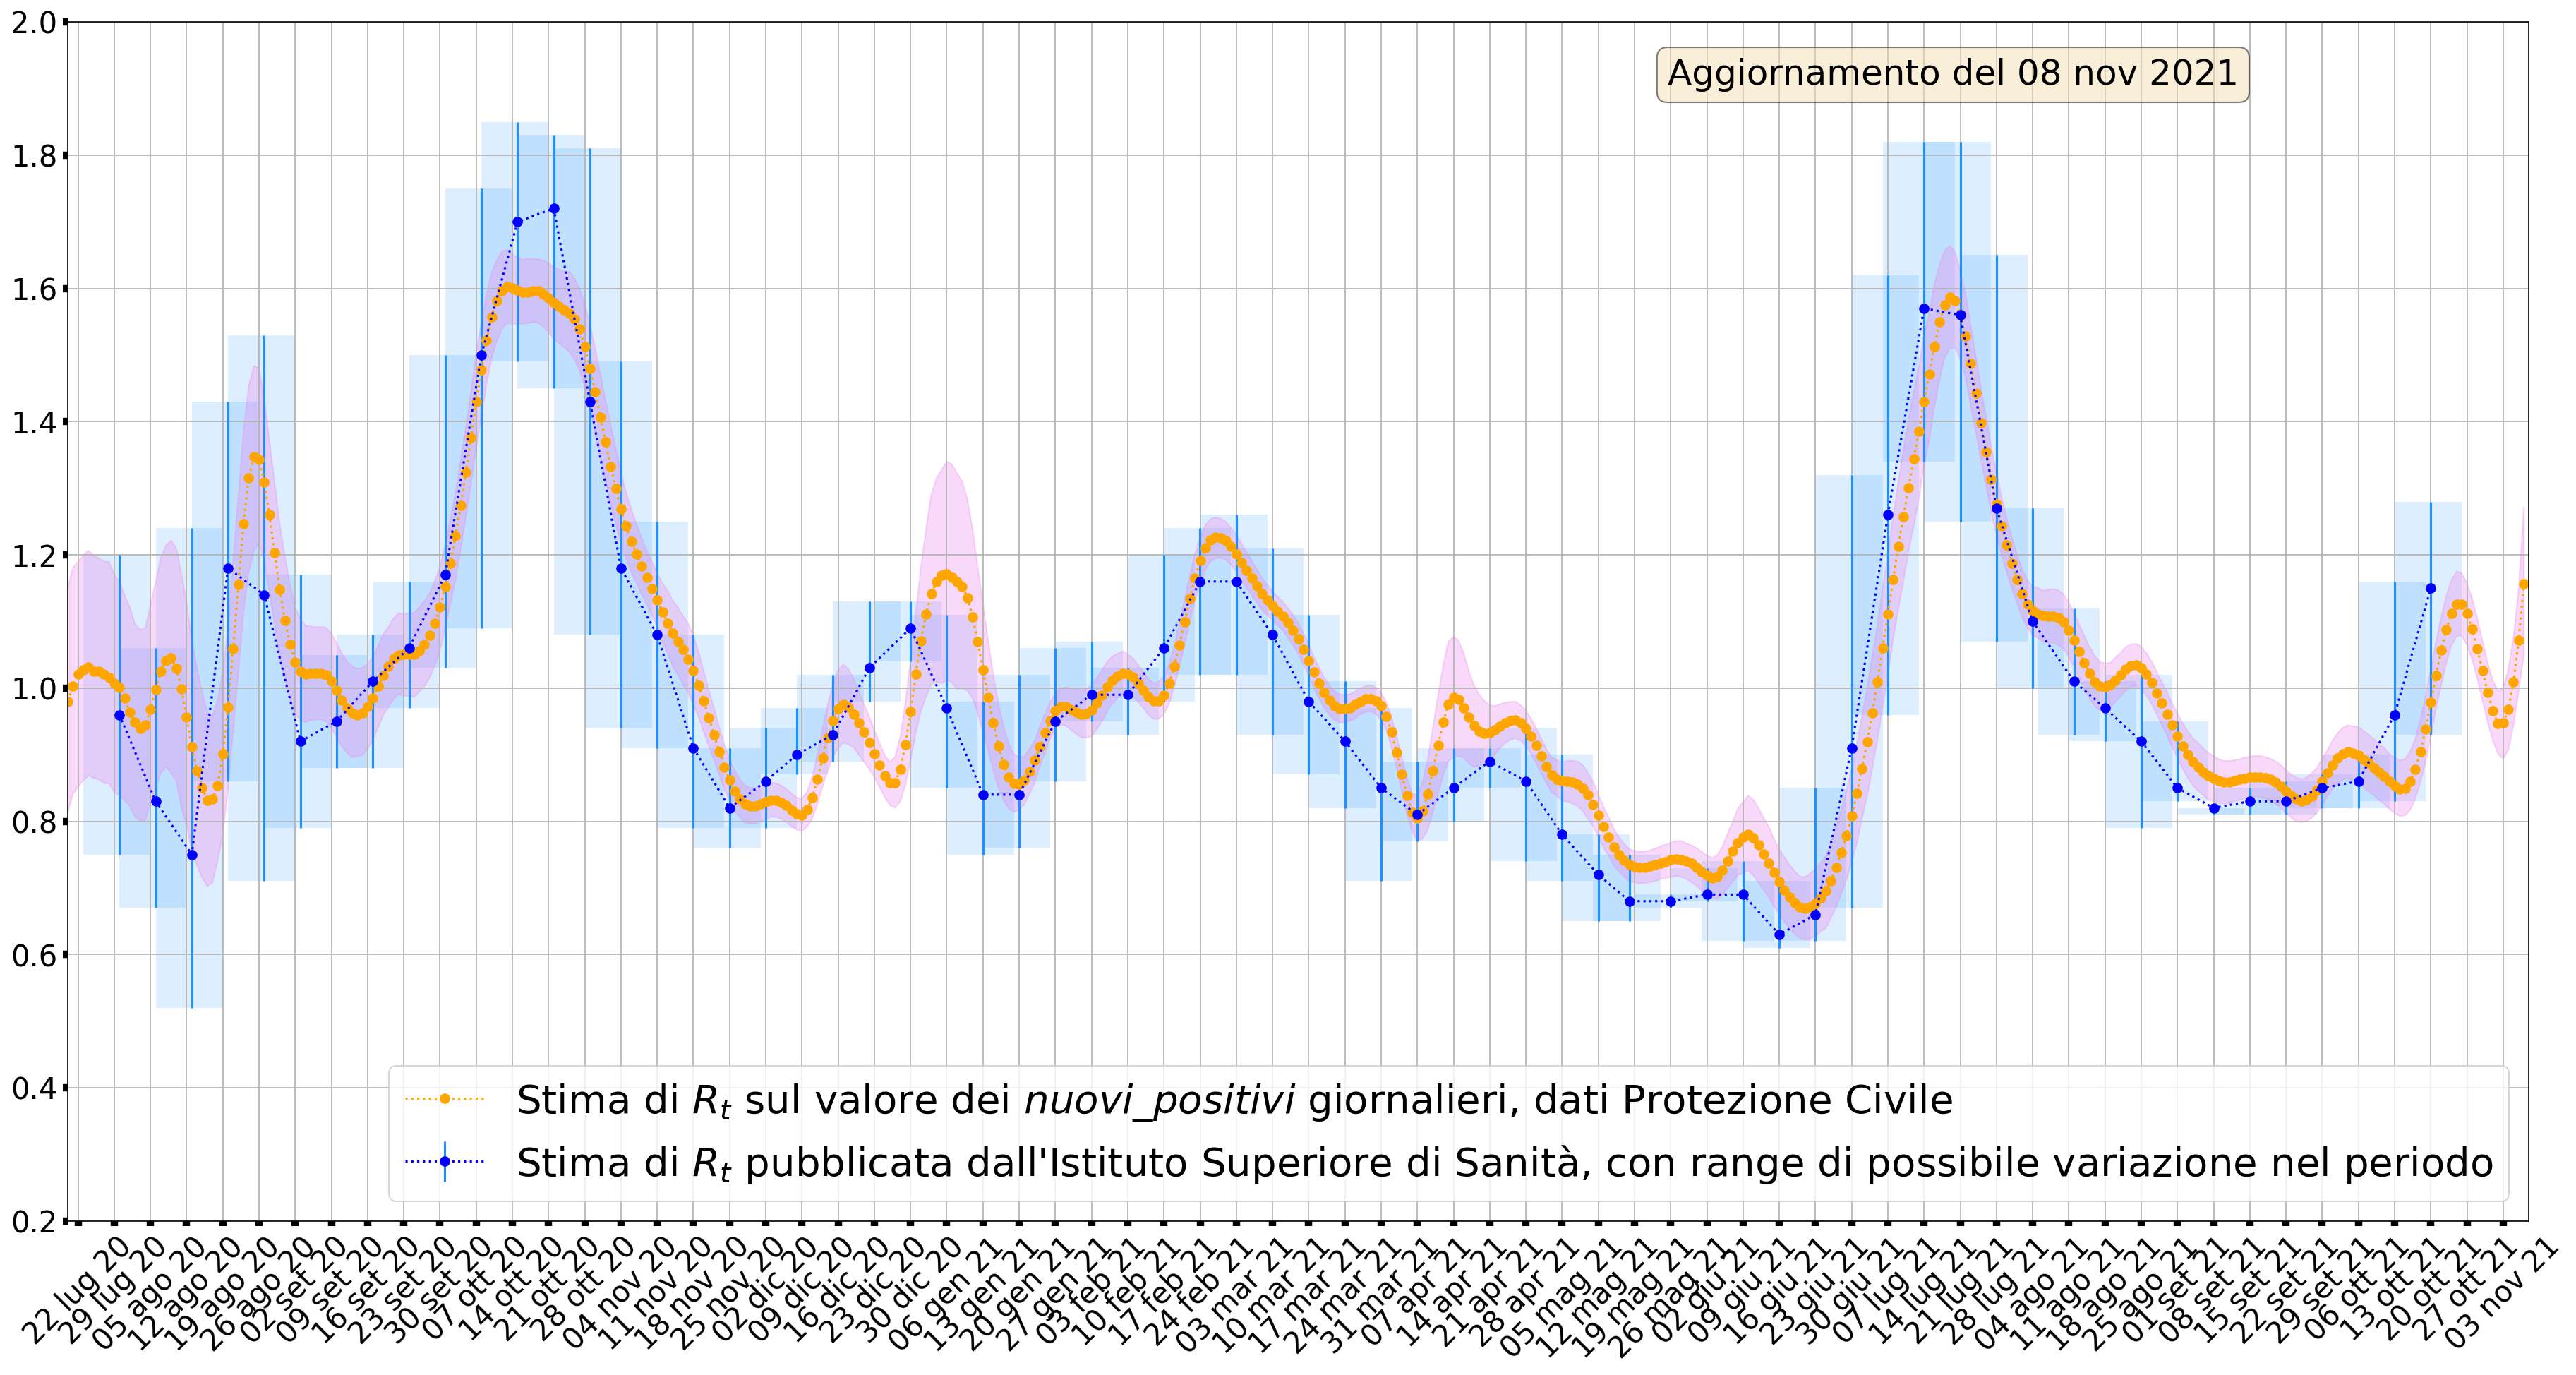 2.0
1.8
1.6
1.4
1.2
1.0
0.8
0.6
0.4
0.2
Aggiornamento del 08 nov 2021
Stima di Rt sul valore dei nuovi_positivi giornalieri, dati Protezione Civile
Stima di Rt pubblicata dall'Istituto Superiore di Sanità, con range di possibile variazione nel periodo
22 lug 20
29 lug 20
05 ago 20
12 ago 20
19 ago 20
26 ago 20
02 set 20
09 set 20
16 set 20
23 set 20
30 set 20
07 ott 20
14 ott 20
21 ott 20
28 ott 20
04 nov 20
11 nov 20
18 nov 20
25 nov 20
02 dic 20
09 dic 20
16 dic 20
23 dic 20
30 dic 20
06 gen 21
13 gen 21
20 gen 21
27 gen 21
03 feb 21
10 feb 21
17 feb 21
24 feb 21
03 mar 21
10 mar 21
17 mar 21
24 mar 21
31 mar 21
07 apr 21
14 apr 21
21 apr 21
28 apr 21
05 mag 21
12 mag 21
19 mag 21
26 mag 21
02 giu 21
09 giu 21
16 giu 21
23 giu 21
30 giu 21
07 lug 21
14 lug 21
21 lug 21
28 lug 21
04 ago 21
11 ago 21
18 ago 21
25 ago 21
01 set 21
08 set 21
15 set 21
22 set 21
29 set 21
06 ott 21
13 ott 21
20 ott 21
27 ott 21
03 nov 21